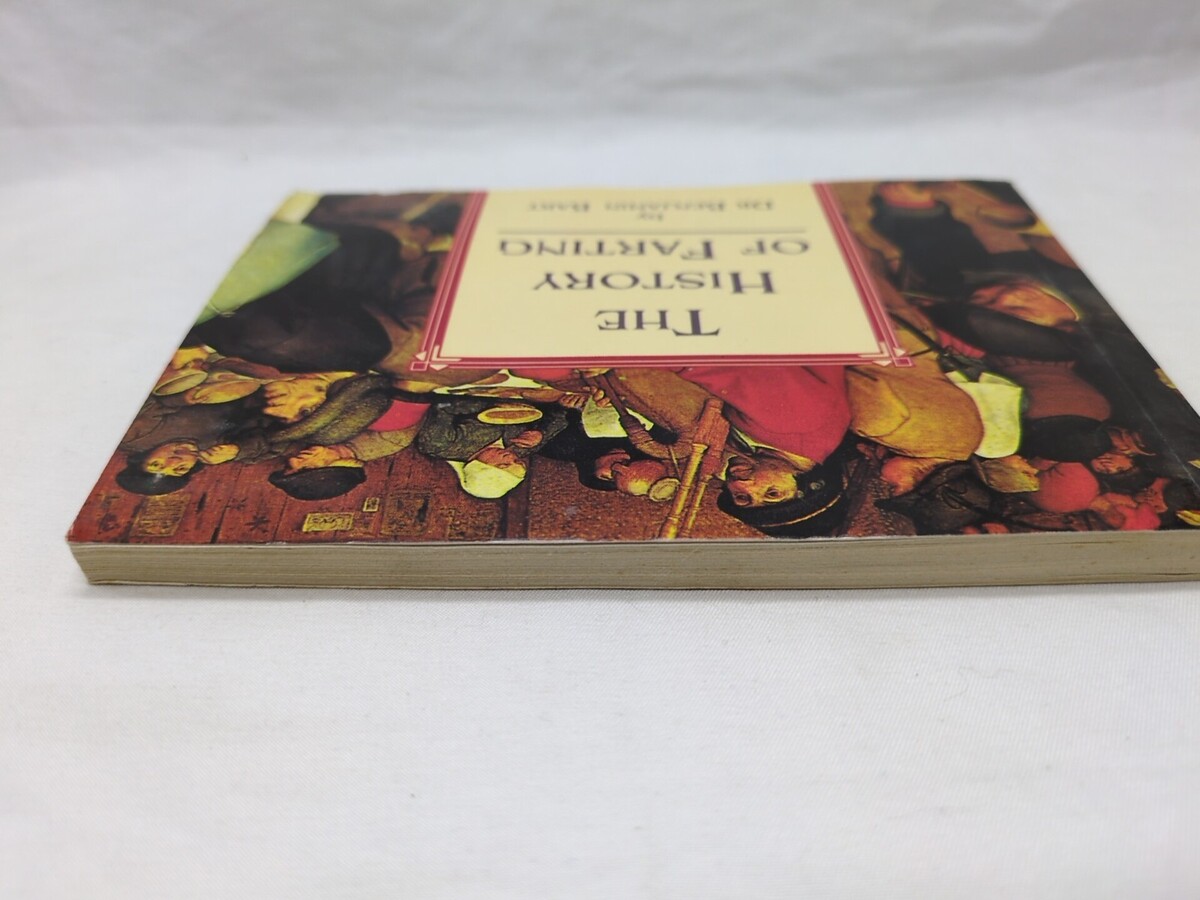 THE
HISTORY
OF FARTING
by
DR BENJAMIN BART